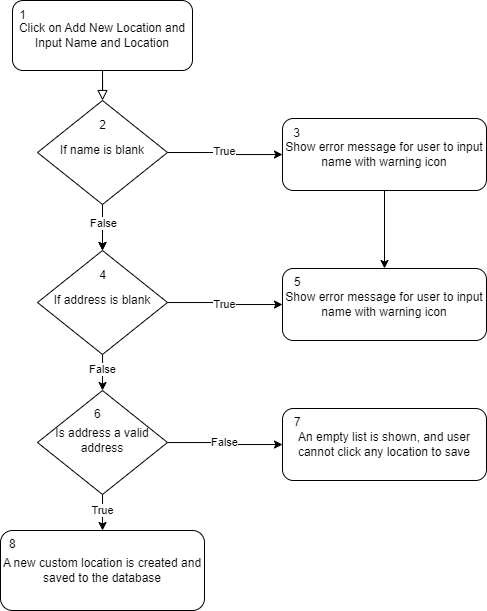 1
Click on Add New Location and
Input Name and Location
2
If name is blank
True
3
Show error message for user to input
name with warning icon
False
4
If address is blank
True
5
Show error message for user to input
name with warning icon
False
6
Is address a valid
address
False
7
An empty list is shown, and user
cannot click any location to save
True
8
A new custom location is created and
saved to the database